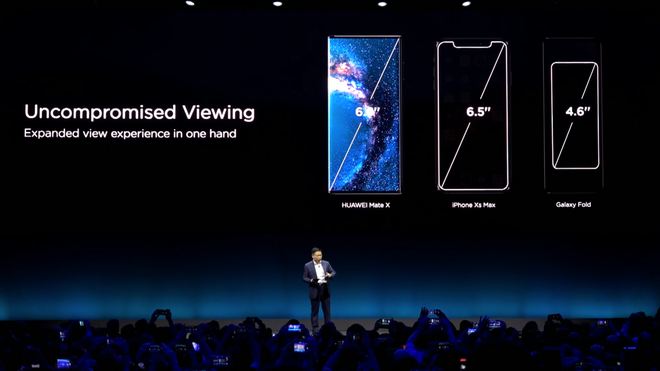 Uncompromised Viewing
Expanded view experience in one hand
6.5"
4.6"
HUAWEI Mate X
iPhone Xs Max
Galaxy Fold